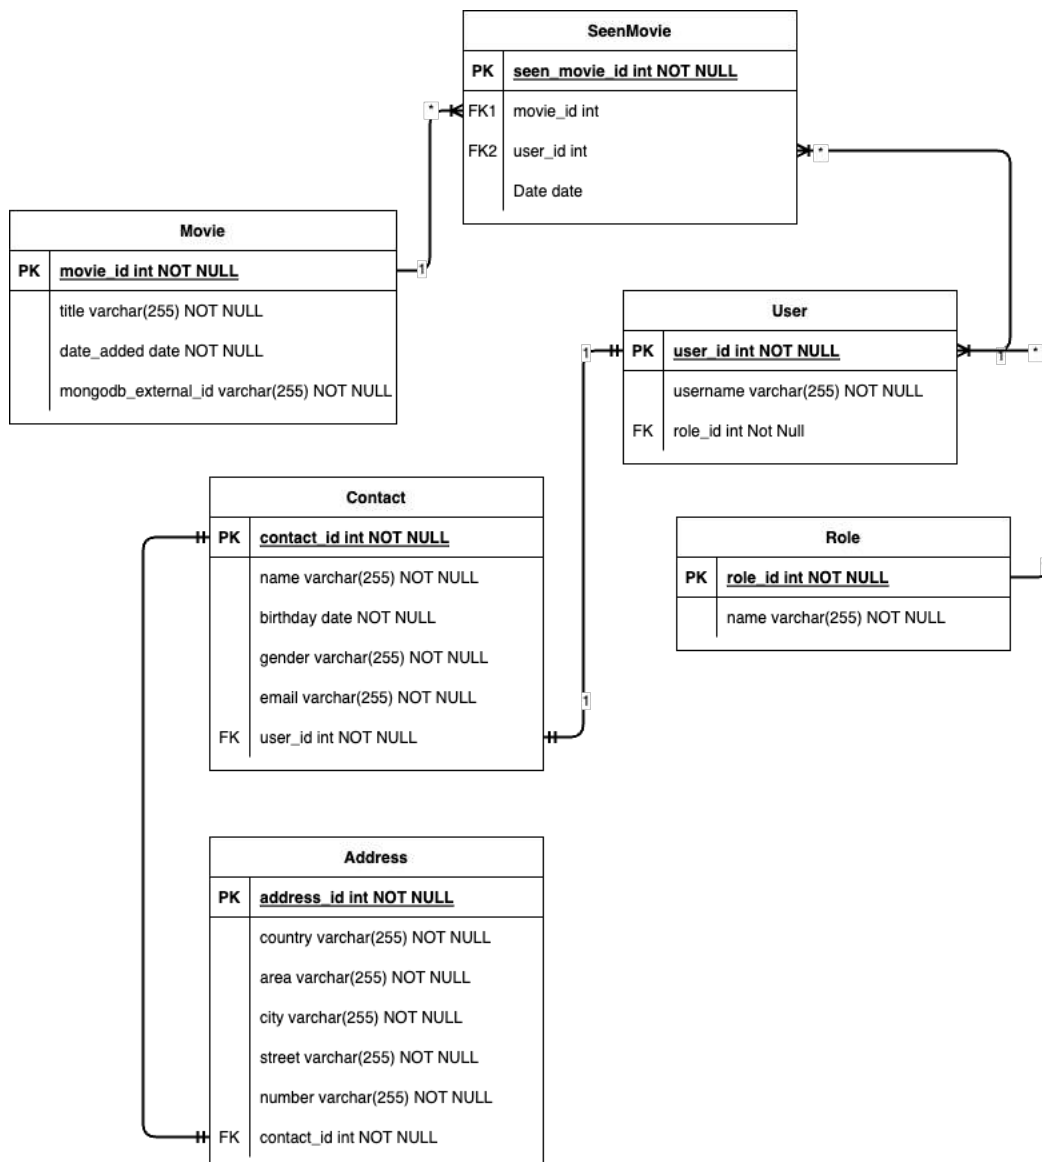 SeenMovie
PK seen_movie_id int NOT NULL
* FK1 movie_id int
FK2 user_id int *
Date date
Movie
PK movie_id int NOT NULL 1
title varchar(255) NOT NULL
date_added date NOT NULL
mongodb_external_id varchar(255) NOT NULL
User
1 PK user_id int NOT NULL 1 *
username varchar(255) NOT NULL
FK role_id int Not Null
Contact
PK contact_id int NOT NULL
name varchar(255) NOT NULL
birthday date NOT NULL
gender varchar(255) NOT NULL
email varchar(255) NOT NULL
1
FK user_id int NOT NULL
Role
PK role_id int NOT NULL
name varchar(255) NOT NULL
Address
PK address_id int NOT NULL
country varchar(255) NOT NULL
area varchar(255) NOT NULL
city varchar(255) NOT NULL
street varchar(255) NOT NULL
number varchar(255) NOT NULL
FK contact_id int NOT NULL